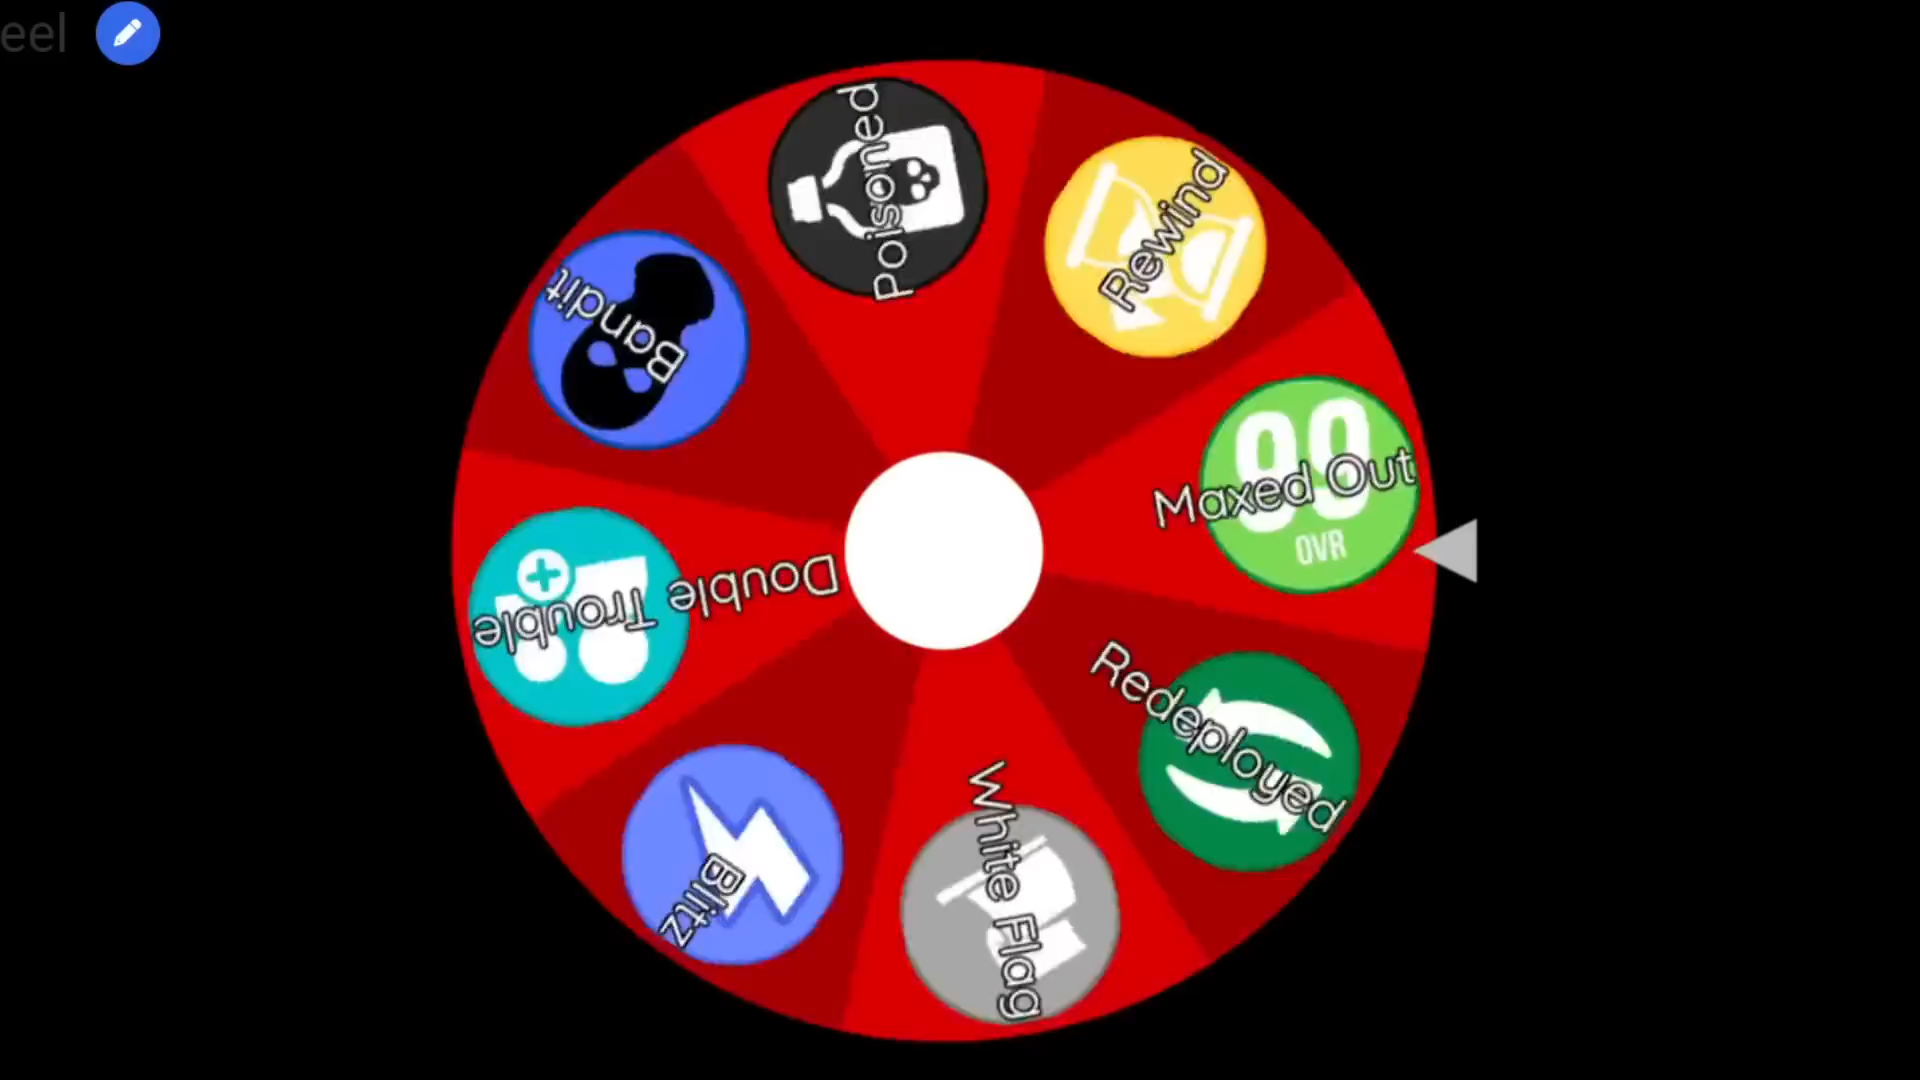 eel
Poisoned
Rewind
Bandit
99
OVR
Maxed Out
Double Trouble
Redeployed
White Flag
Blitz